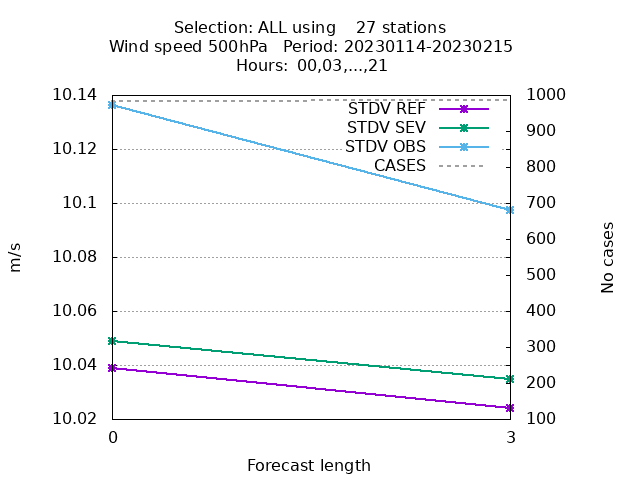 Selection: ALL using    27 stations
Wind speed 500hPa   Period: 20230114-20230215
Hours: 00,03,...,21
10.14
10.12
10.1
10.08
10.06
10.04
10.02
m/s
STDV REF
STDV SEV
STDV OBS
CASES
1000
900
800
700
600
500
400
300
200
100
No cases
0
3
Forecast length